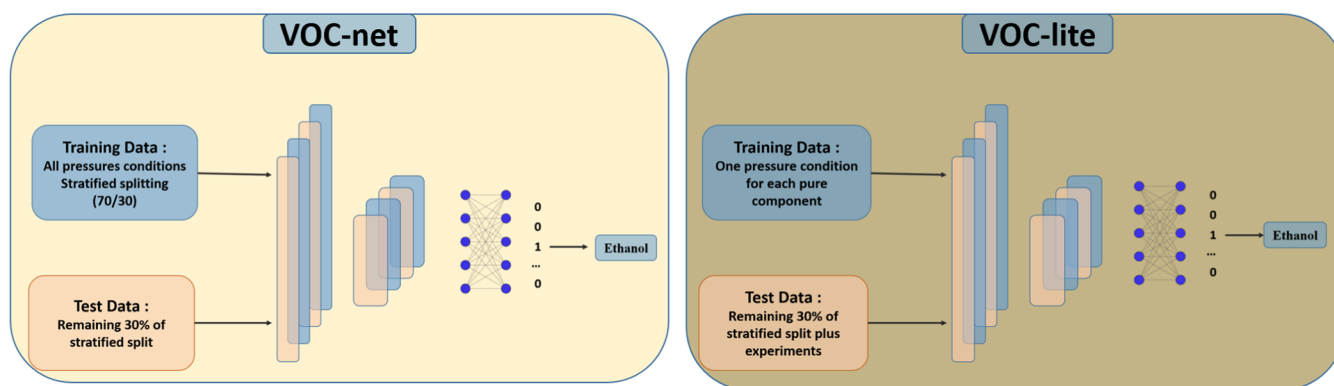 VOC-net
Training Data :
All pressures conditions
Stratified splitting
(70/30)
Test Data :
Remaining 30% of
stratified split
0
0
1
...
0
Ethanol
VOC-lite
Training Data :
One pressure condition
for each pure
component
Test Data :
Remaining 30% of
stratified split plus
experiments
0
0
1
...
0
Ethanol